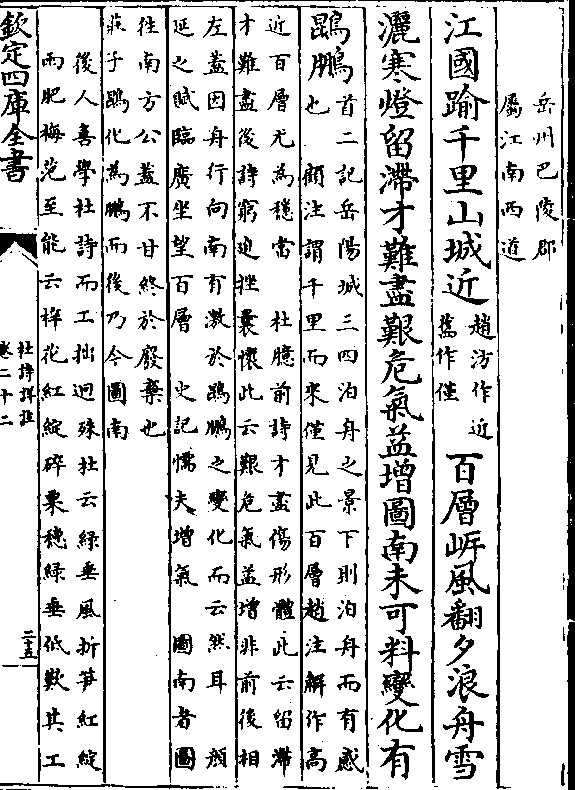 岳州巴陵郡
屬江南西道
江國踰千里山城近
趙汸作近
舊作僅
百層岍風翻夕浪舟雪
灑寒燈留滯才難盡艱危氣益增圖南未可料變化有
鵾鵬
首二記岳陽城三四泊舟之景下則泊舟而有感
也 顧注謂千里而來僅見此百層趙注解作髙
近百層尤為穏當 杜臆前詩才盡傷形體此云留滯
才難盡後詩窮迫挫曩懷此云艱危氣益增非前後相
左蓋因舟行向南有激於鵾鵬之變化而云然耳 顔
延之賦臨廣坐望百層 史記懦夫增氣 圖南者圖
往南方公蓋不甘終於廢棄也
莊子鵾化為鵬而後乃今圖南
後人喜學杜詩而工拙迥殊杜云緑垂風折笋紅綻
雨肥梅范至能云梓花紅綻碎粟穂緑垂低歎其工
欽定四庫全書
杜詩詳註
卷二十二
二十五